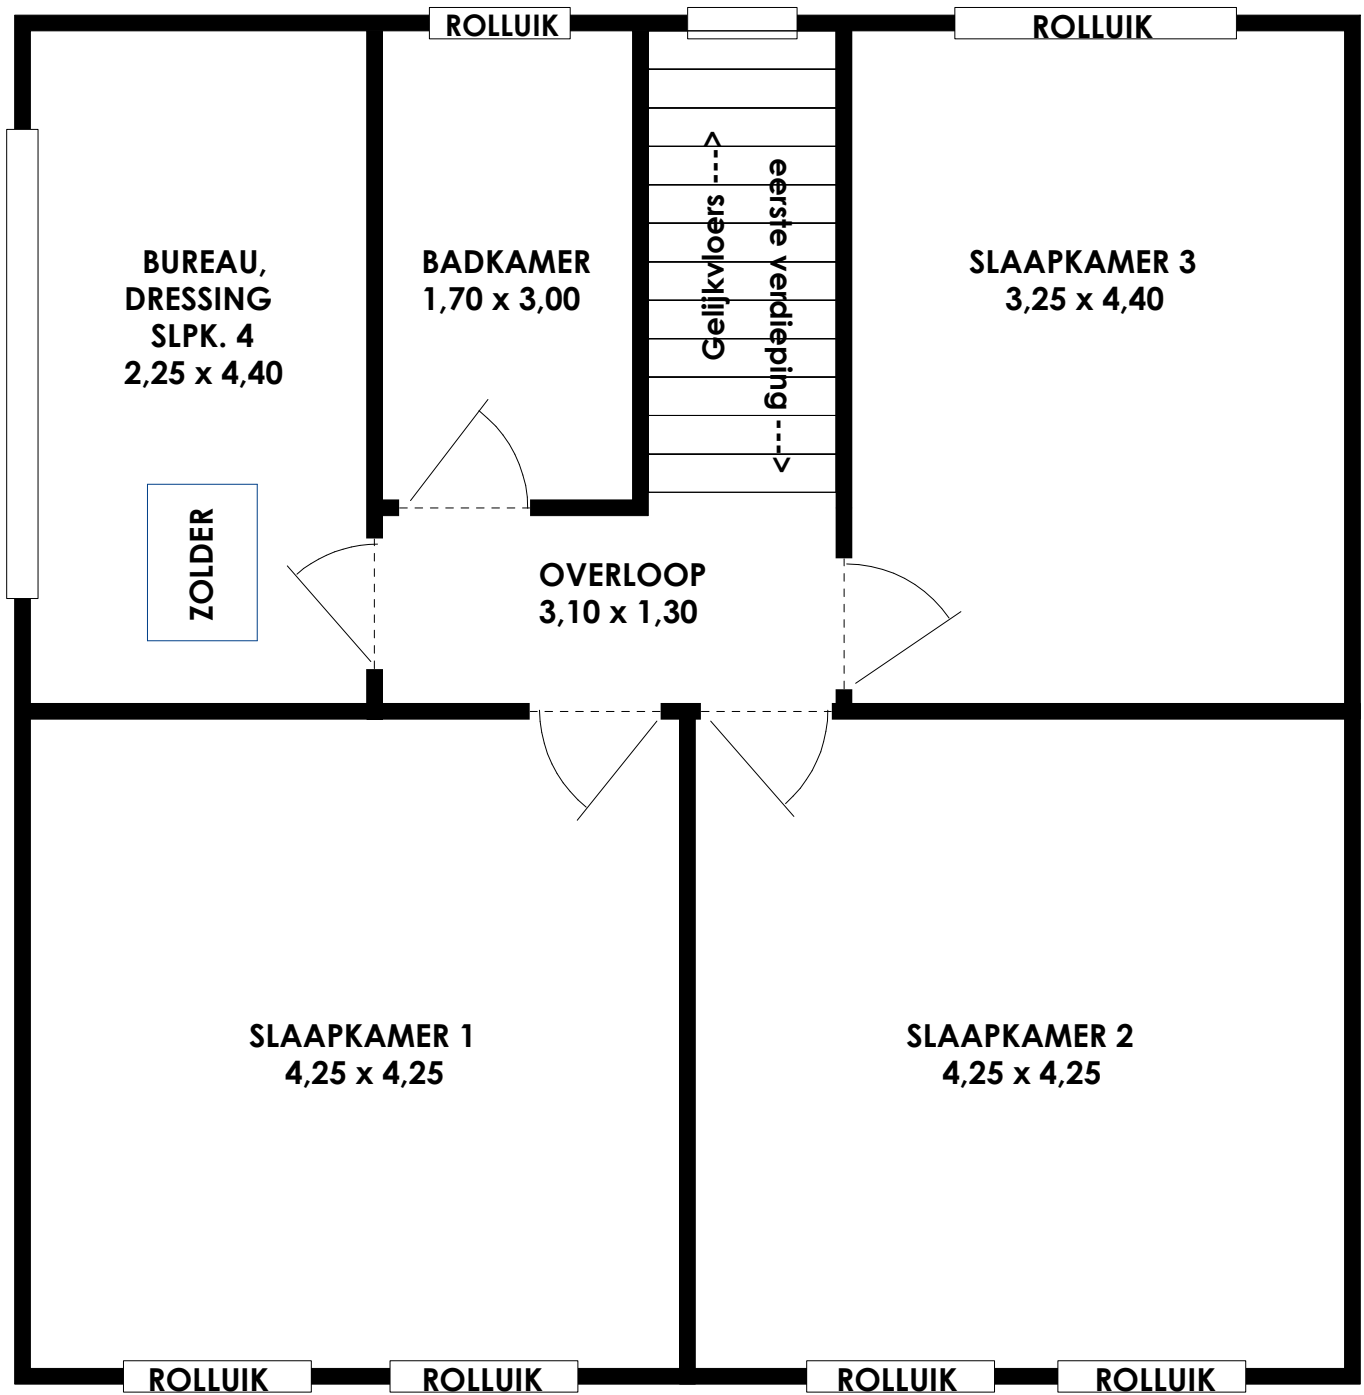 ROLLUIK
ROLLUIK
BUREAU,
DRESSING
SLPK. 4
2,25 x 4,40
BADKAMER
1,70 x 3,00
Gelijkvloers ---->
eerste verdieping ---->
SLAAPKAMER 3
3,25 x 4,40
ZOLDER
OVERLOOP
3,10 x 1,30
SLAAPKAMER 1
4,25 x 4,25
SLAAPKAMER 2
4,25 x 4,25
ROLLUIK
ROLLUIK
ROLLUIK
ROLLUIK